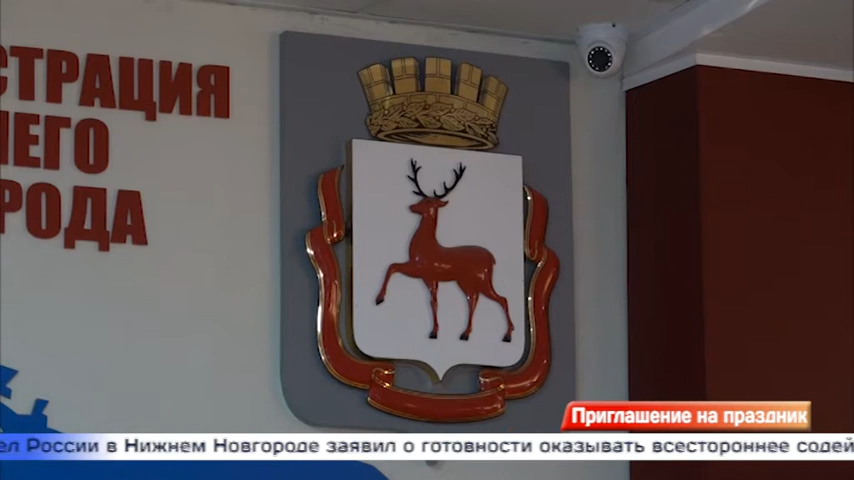 СТРАЦИЯ
НЕГО
РОДА
Приглашение на праздник
ел России в Нижнем Новгороде заявил о готовности оказывать всестороннее содей